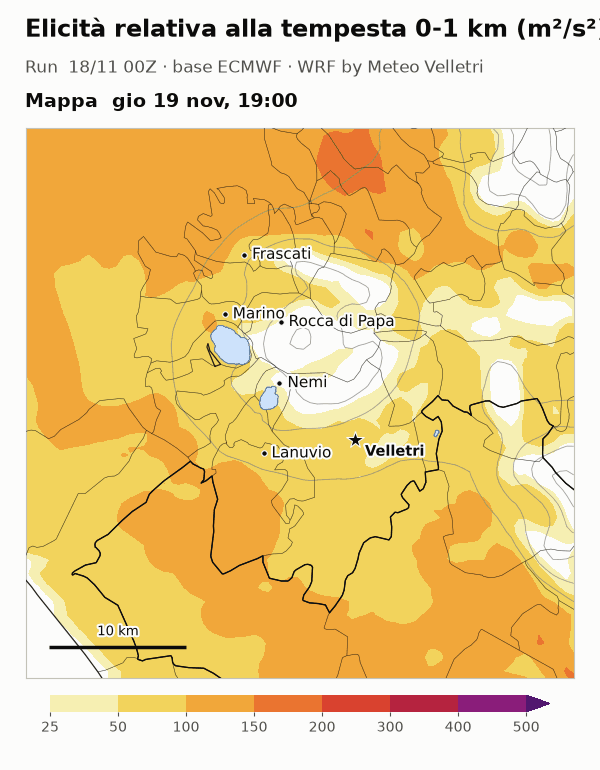 Elicità relativa alla tempesta 0-1 km (m²/s²)
Run 18/11 00Z · base ECMWF · WRF by Meteo Velletri
Mappa gio 19 nov, 19:00
Frascati
Marino
Rocca di Papa
Nemi
Velletri
Lanuvio
10 km
25 50 100 150 200 300 400 500